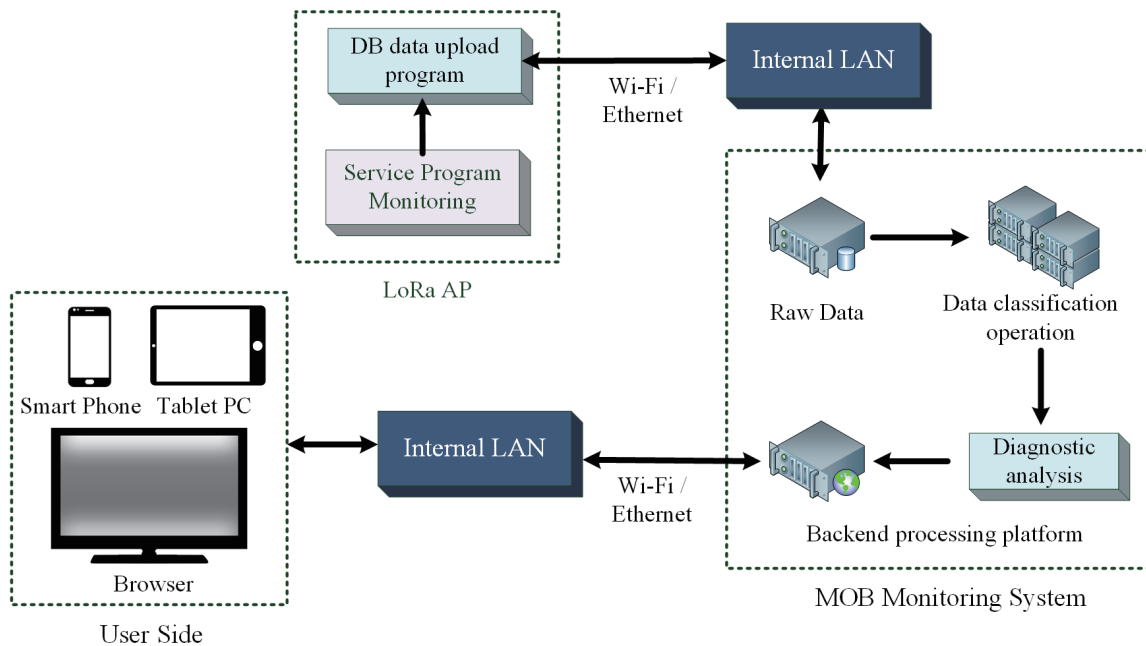 DB data upload
program
Wi-Fi /
Ethernet
Internal LAN
Service Program
Monitoring
LoRa AP
Raw Data
Data classification
operation
Smart Phone
Tablet PC
Browser
User Side
Internal LAN
Wi-Fi /
Ethernet
Diagnostic
analysis
Backend processing platform
MOB Monitoring System